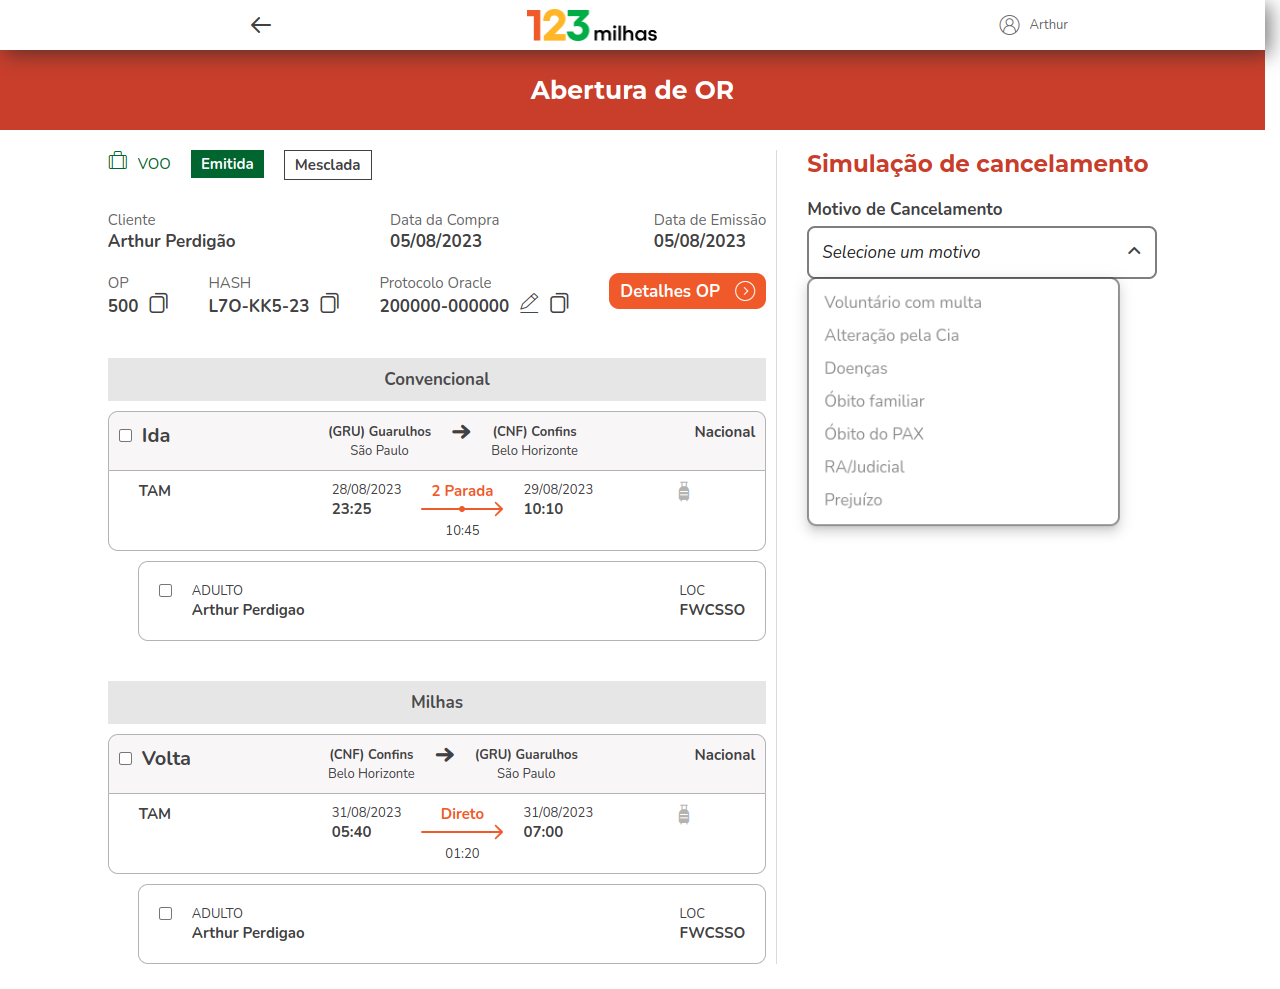 123milhas
Arthur
Abertura de OR
VOO
Emitida
Mesclada
Cliente
Arthur Perdigão
Data da Compra
05/08/2023
Data de Emissão
05/08/2023
OP
500
HASH
L7O-KK5-23
Protocolo Oracle
200000-000000
Detalhes OP
Convencional
Ida
(GRU) Guarulhos
São Paulo
(CNF) Confins
Belo Horizonte
Nacional
TAM
28/08/2023
23:25
2 Parada
10:45
29/08/2023
10:10
ADULTO
Arthur Perdigao
LOC
FWCSSO
Milhas
Volta
(CNF) Confins
Belo Horizonte
(GRU) Guarulhos
São Paulo
Nacional
TAM
31/08/2023
05:40
Direto
01:20
31/08/2023
07:00
ADULTO
Arthur Perdigao
LOC
FWCSSO
Simulação de cancelamento
Motivo de Cancelamento
Selecione um motivo
Voluntário com multa
Alteração pela Cia
Doenças
Óbito familiar
Óbito do PAX
RA/Judicial
Prejuízo